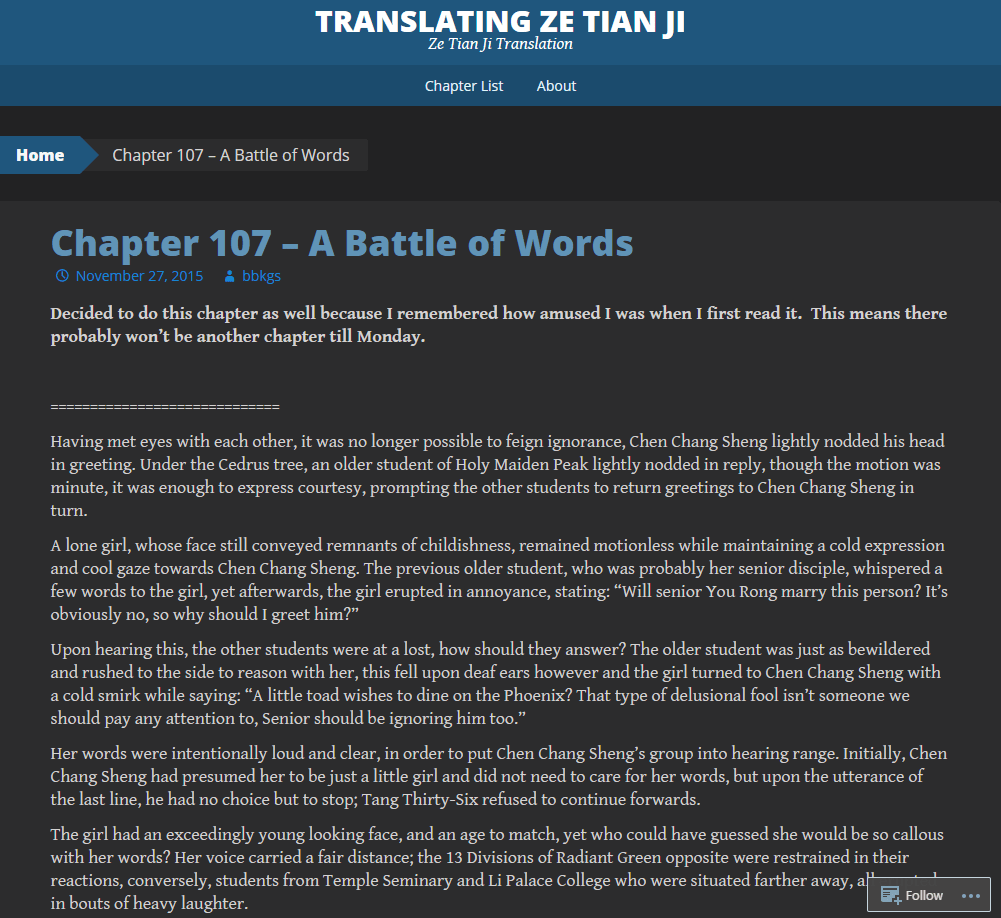 TRANSLATING ZE TIAN JI
Ze Tian Ji Translation
Chapter List About
Home Chapter 107 – A Battle of Words
Chapter 107 – A Battle of Words
November 27, 2015 bbkgs
Decided to do this chapter as well because I remembered how amused I was when I first read it.  This means there
probably won’t be another chapter till Monday.
=============================
Having met eyes with each other, it was no longer possible to feign ignorance, Chen Chang Sheng lightly nodded his head
in greeting. Under the Cedrus tree, an older student of Holy Maiden Peak lightly nodded in reply, though the motion was
minute, it was enough to express courtesy, prompting the other students to return greetings to Chen Chang Sheng in
turn.
A lone girl, whose face still conveyed remnants of childishness, remained motionless while maintaining a cold expression
and cool gaze towards Chen Chang Sheng. The previous older student, who was probably her senior disciple, whispered a
few words to the girl, yet afterwards, the girl erupted in annoyance, stating: “Will senior You Rong marry this person? It’s
obviously no, so why should I greet him?”
Upon hearing this, the other students were at a lost, how should they answer? The older student was just as bewildered
and rushed to the side to reason with her, this fell upon deaf ears however and the girl turned to Chen Chang Sheng with
a cold smirk while saying: “A little toad wishes to dine on the Phoenix? That type of delusional fool isn’t someone we
should pay any attention to, Senior should be ignoring him too.”
Her words were intentionally loud and clear, in order to put Chen Chang Sheng’s group into hearing range. Initially, Chen
Chang Sheng had presumed her to be just a little girl and did not need to care for her words, but upon the utterance of
the last line, he had no choice but to stop; Tang Thirty-Six refused to continue forwards.
The girl had an exceedingly young looking face, and an age to match, yet who could have guessed she would be so callous
with her words? Her voice carried a fair distance; the 13 Divisions of Radiant Green opposite were restrained in their
reactions, conversely, students from Temple Seminary and Li Palace College who were situated farther away,
in bouts of heavy laughter.
Follow